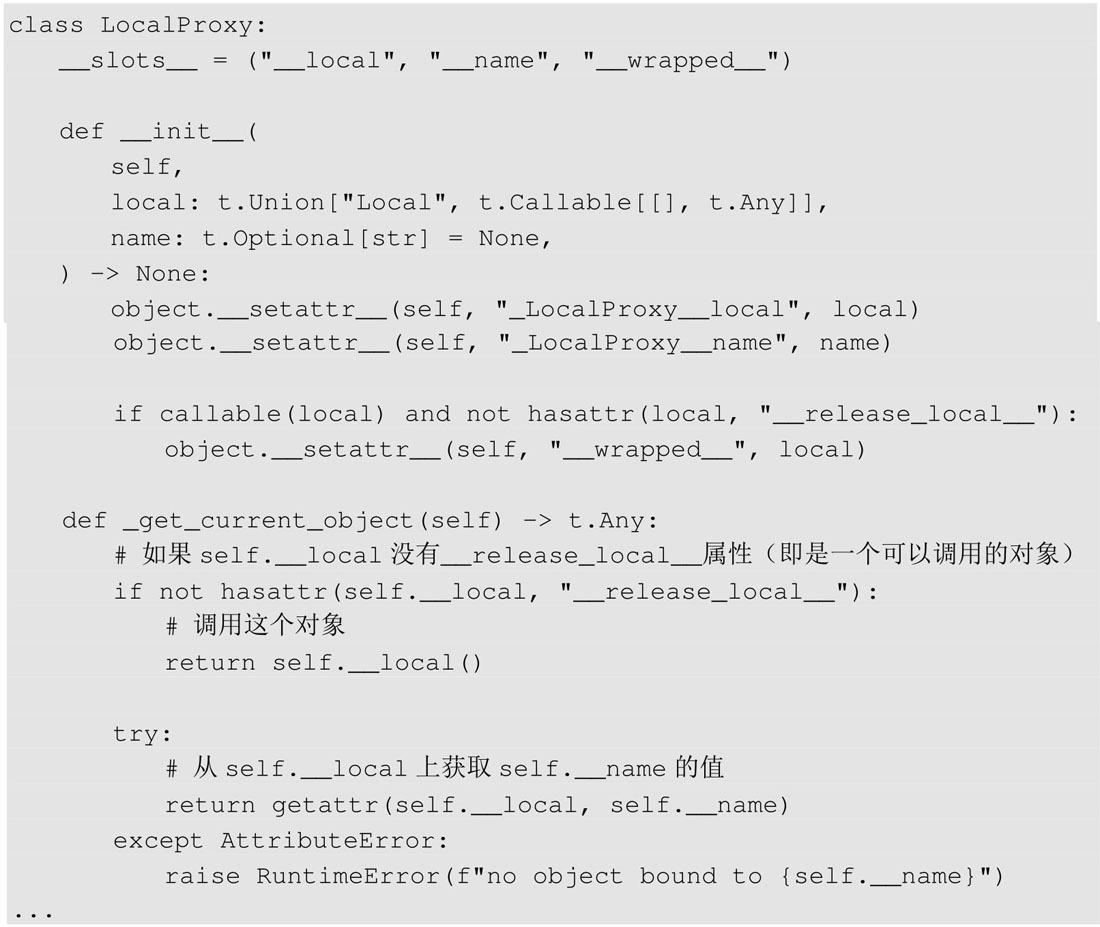 class LocalProxy:
    __slots__ = ("__local", "__name", "__wrapped__")

    def __init__(
        self,
        local: t.Union["Local", t.Callable[[], t.Any]],
        name: t.Optional[str] = None,
    ) -> None:
        object.__setattr__(self, "_LocalProxy__local", local)
        object.__setattr__(self, "_LocalProxy__name", name)

        if callable(local) and not hasattr(local, "__release_local__"):
            object.__setattr__(self, "__wrapped__", local)

    def _get_current_object(self) -> t.Any:
        # 如果 self.__local 没有__release_local__属性（即是一个可以调用的对象）
        if not hasattr(self.__local, "__release_local__"):
            # 调用这个对象
            return self.__local()

        try:
            # 从 self.__local 上获取 self.__name 的值
            return getattr(self.__local, self.__name)
        except AttributeError:
            raise RuntimeError(f"no object bound to {self.__name}")
...